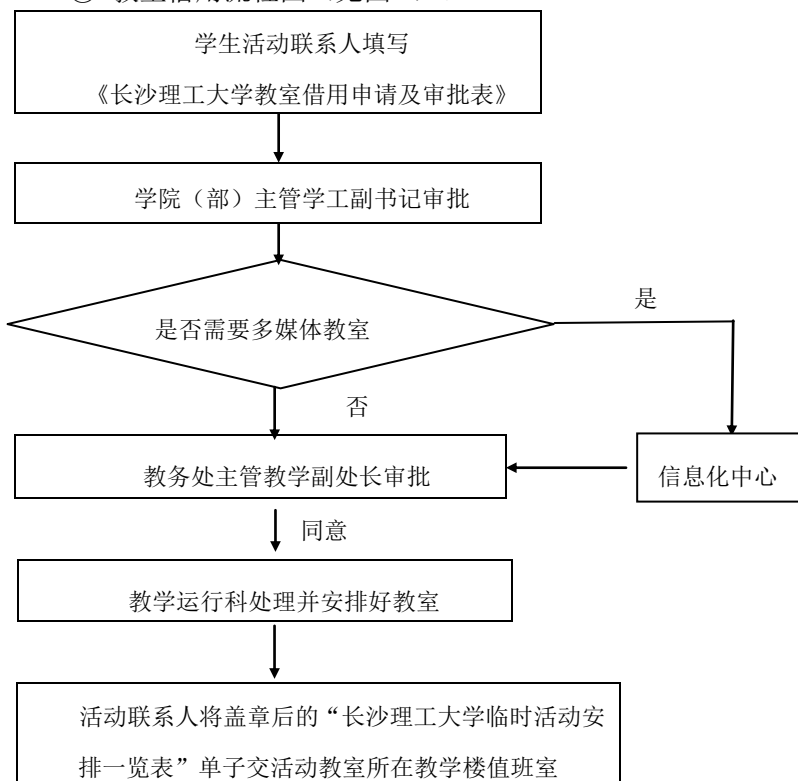 学生活动联系人填写
《长沙理工大学教室借用申请及审批表》
学院（部）主管学工副书记审批
是否需要多媒体教室
是
否
教务处主管教学副处长审批
信息化中心
同意
教学运行科处理并安排好教室
活动联系人将盖章后的“长沙理工大学临时活动安
排一览表”单子交活动教室所在教学楼值班室